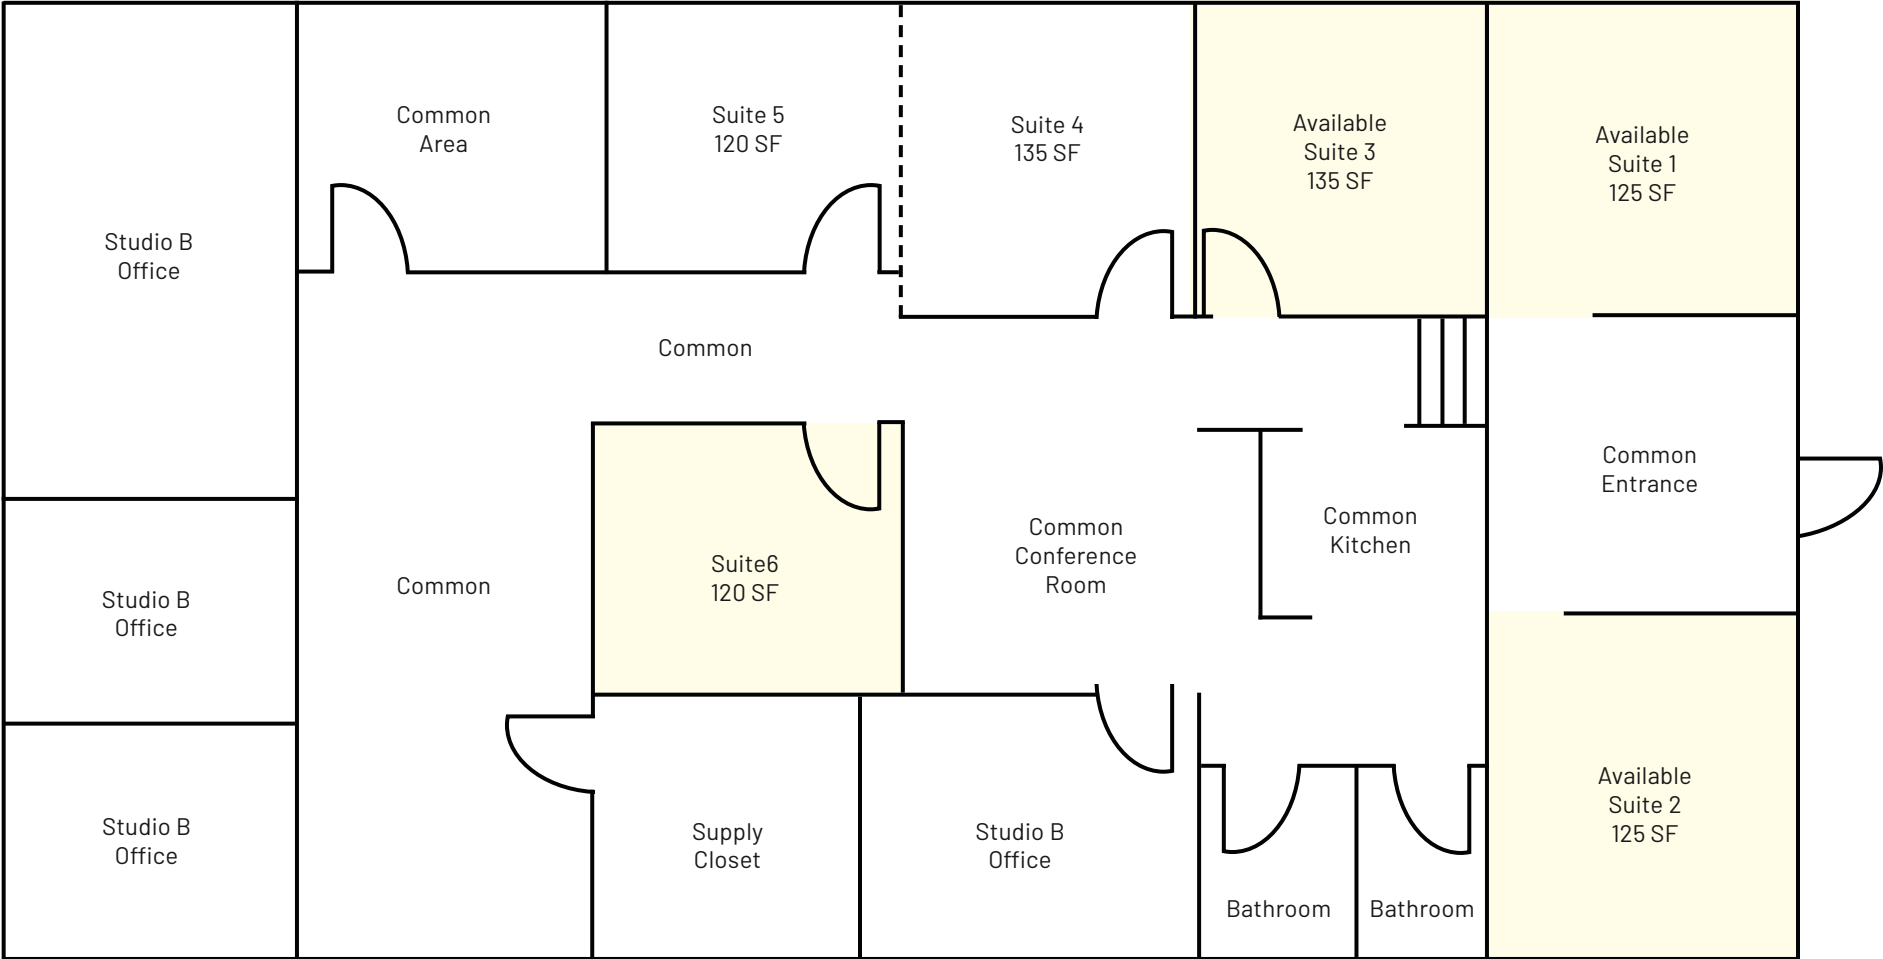 Common
Area
Suite 5
120 SF
Suite 4
135 SF
Available
Suite 3
135 SF
Available
Suite 1
125 SF
Studio B
Office
Common
Common
Entrance
Common
Kitchen
Common
Conference
Room
Suite6
120 SF
Common
Studio B
Office
Available
Suite 2
125 SF
Studio B
Office
Supply
Closet
Studio B
Office
Bathroom
Bathroom